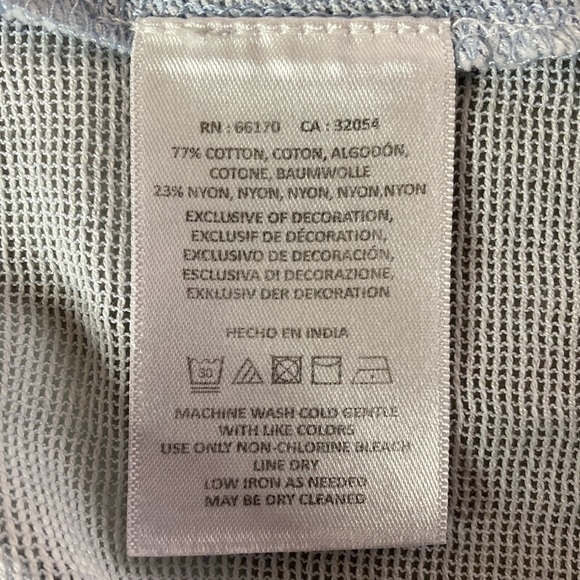 RN : 66170 CA : 32054
77% COTTON, COTON, ALGODÓN,
COTONE, BAUMWOLLE
23% NYON, NYON, NYON, NYON,NYON
EXCLUSIVE OF DECORATION,
EXCLUSIF DE DÉCORATION,
EXCLUSIVO DE DECORACIÓN,
ESCLUSIVA DI DECORAZIONE,
EXKLUSIV DER DEKORATION
HECHO EN INDIA
30
MACHINE WASH COLD GENTLE
WITH LIKE COLORS
USE ONLY NON-CHLORINE BLEACH
LINE DRY
LOW IRON AS NEEDED
MAY BE DRY CLEANED